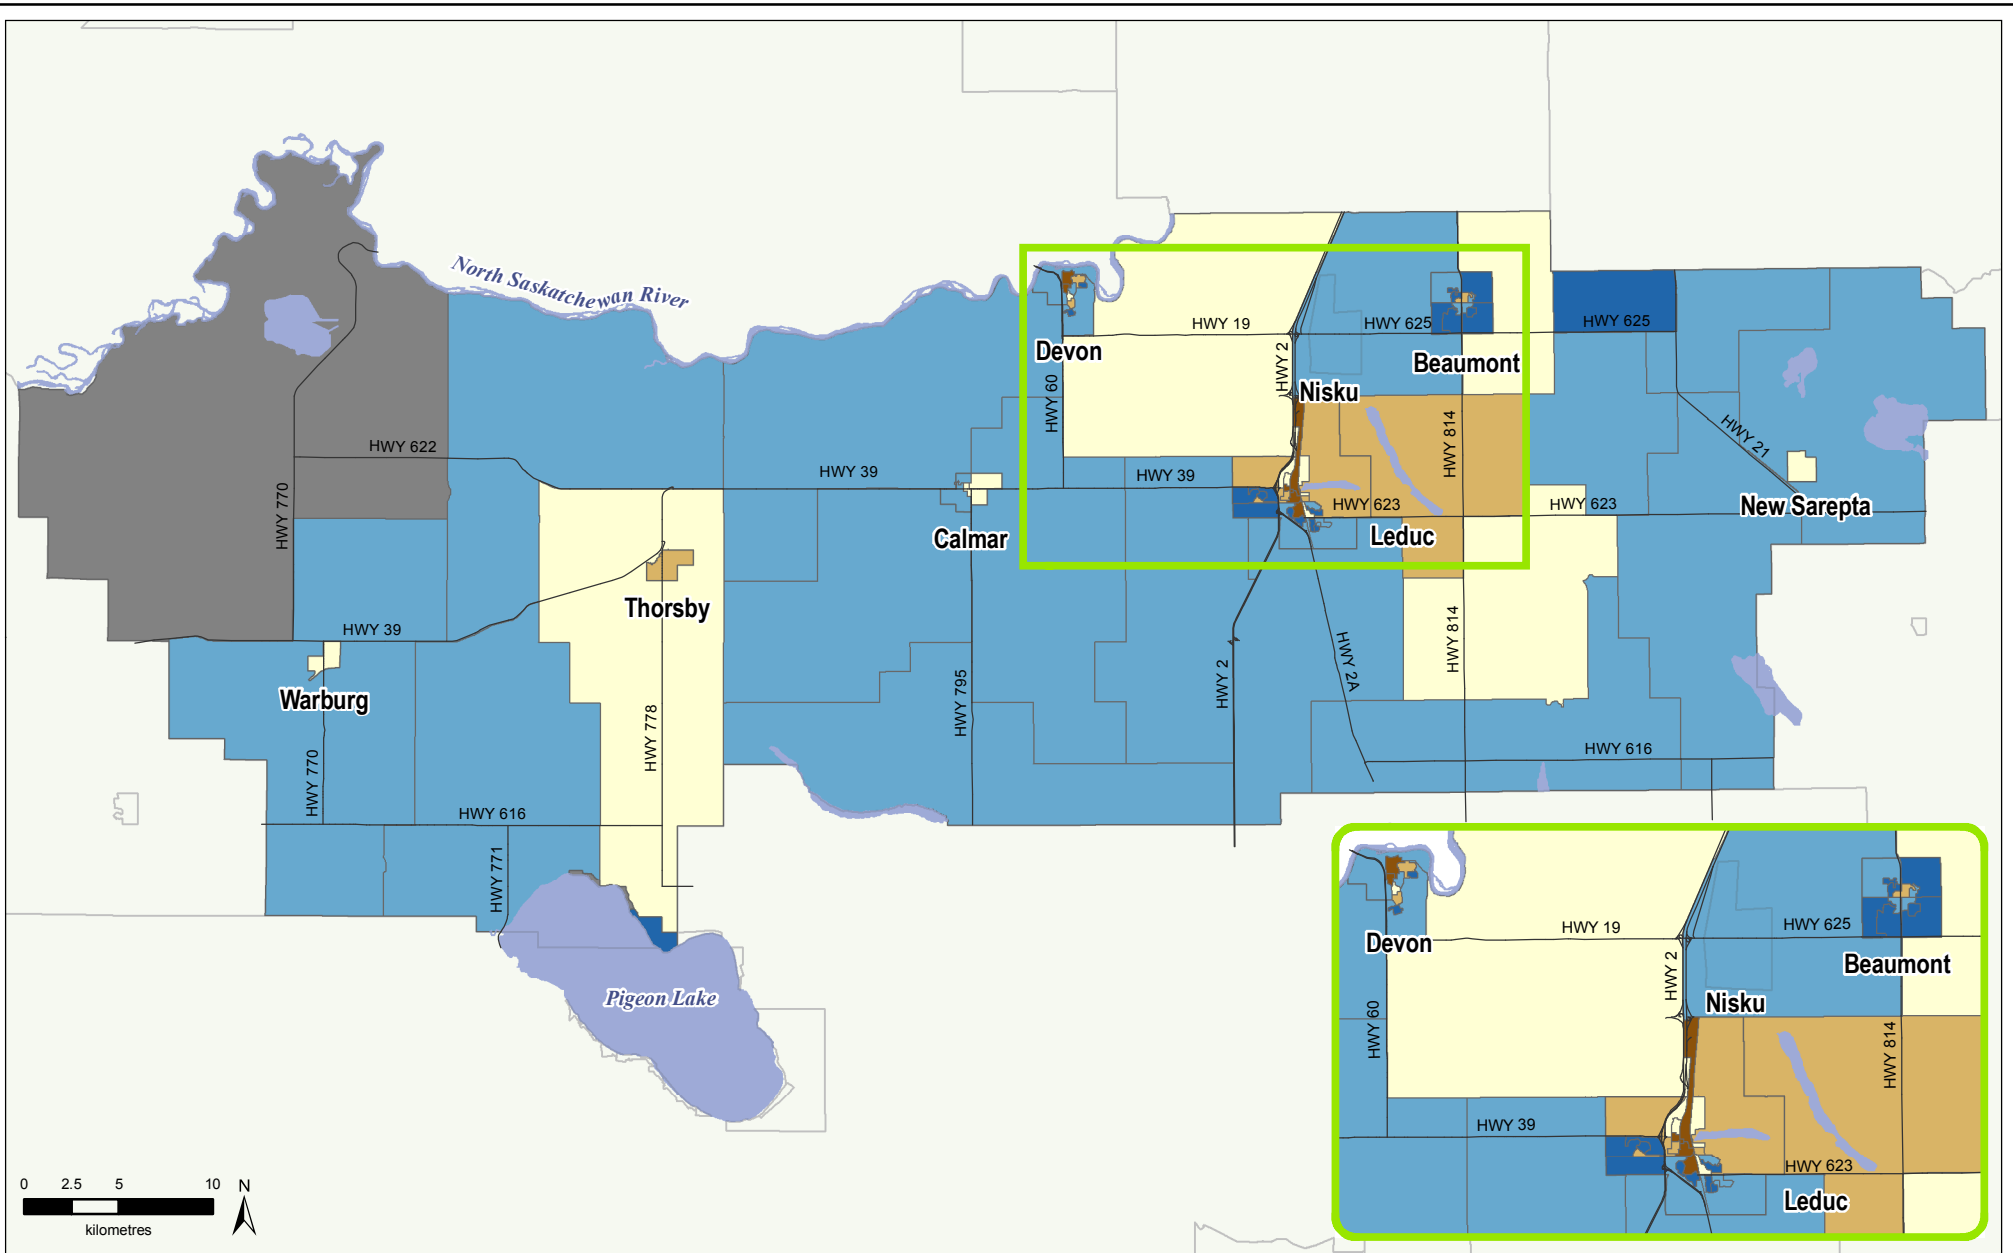 North Saskatchewan River
HWY 19
HWY 625
HWY 625
Devon
HWY 2
Beaumont
HWY 60
Nisku
HWY 814
HWY 21
HWY 622
HWY 39
HWY 39
HWY 770
HWY 623
HWY 623
New Sarepta
Calmar
Leduc
Thorsby
HWY 39
HWY 814
HWY 2A
Warburg
HWY 2
HWY 795
HWY 778
HWY 616
HWY 770
HWY 616
HWY 771
Pigeon Lake
HWY 19
HWY 625
Devon
HWY 2
Beaumont
Nisku
HWY 60
HWY 814
HWY 39
HWY 623
Leduc
0 2.5 5 10
kilometres
N